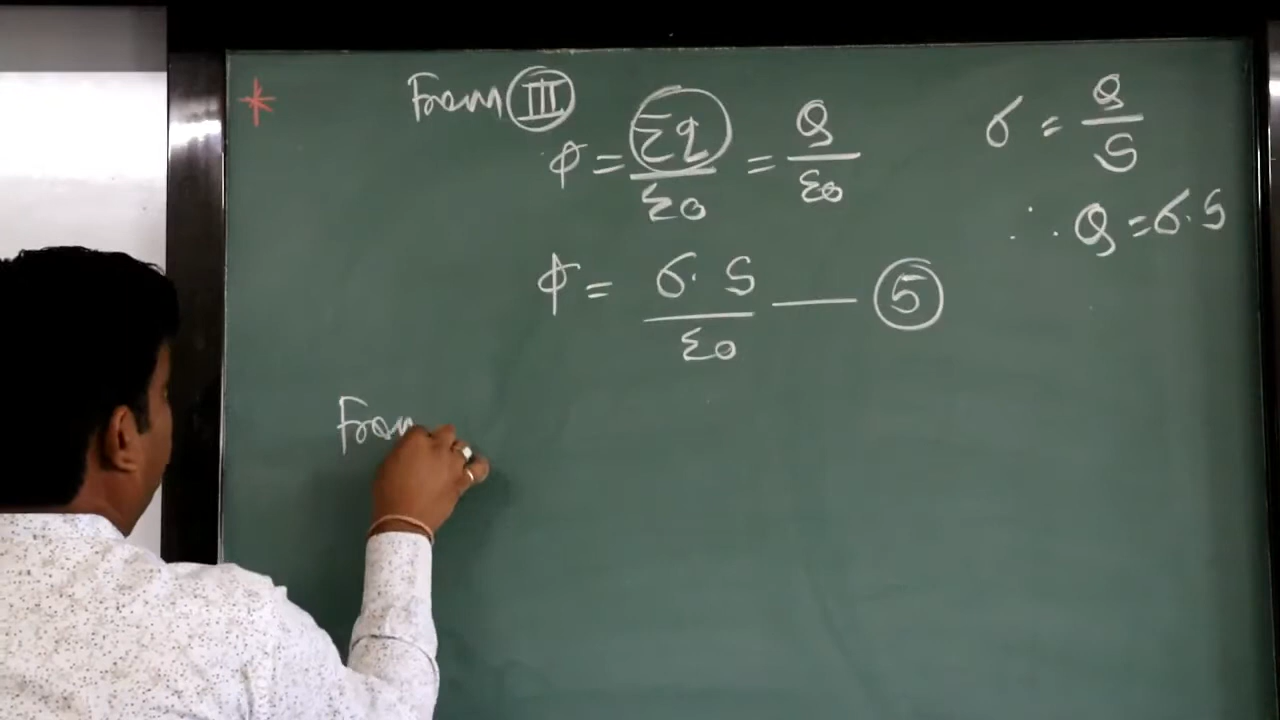 *
From III
φ = Σq / ε0 = Q / ε0
σ = Q / S
∴ Q = σ. S
φ = σ. S / ε0 — 5
From